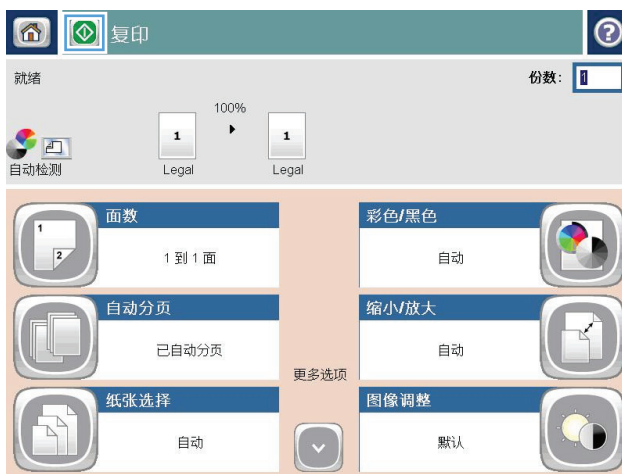 复印
就绪
份数: 1
100%
1 1
自动检测 Legal Legal
面数
1 2
1 到 1 面
彩色/黑色
自动
自动分页
已自动分页
缩小/放大
自动
更多选项
纸张选择
自动
图像调整
默认